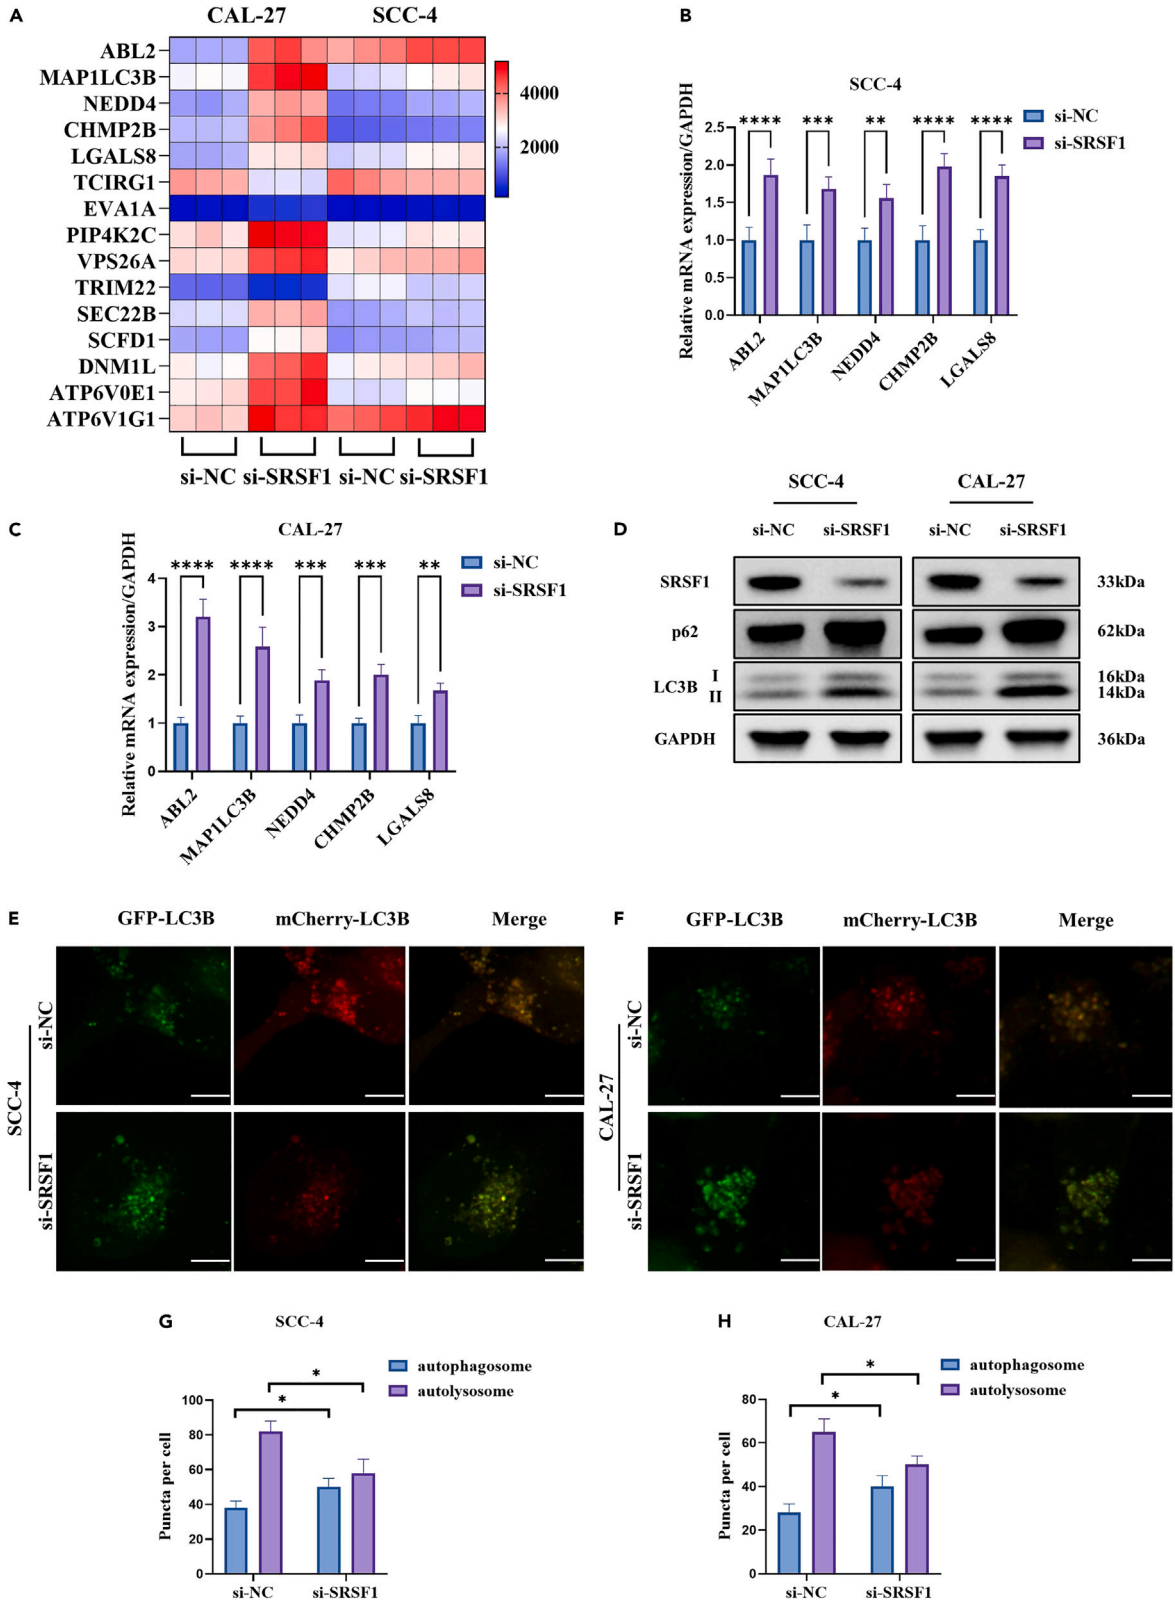 A
CAL-27 SCC-4
ABL2
MAP1LC3B
NEDD4
CHMP2B
LGALS8
TCIRG1
EVA1A
PIP4K2C
VPS26A
TRIM22
SEC22B
SCFD1
DNM1L
ATP6V0E1
ATP6V1G1
4000
2000
si-NC si-SRSF1 si-NC si-SRSF1
B
SCC-4
si-NC
si-SRSF1
Relative mRNA expression/GAPDH
2.5
2.0
1.5
1.0
0.5
0.0
**** *** ** **** ****
ABL2 MAP1LC3B NEDD4 CHMP2B LGALS8
C
CAL-27
si-NC
si-SRSF1
Relative mRNA expression/GAPDH
4
3
2
1
0
**** **** *** *** **
ABL2 MAP1LC3B NEDD4 CHMP2B LGALS8
D
SCC-4 CAL-27
si-NC si-SRSF1 si-NC si-SRSF1
SRSF1 33kDa
p62 62kDa
LC3B I 16kDa
II 14kDa
GAPDH 36kDa
E
GFP-LC3B mCherry-LC3B Merge
SCC-4
si-NC
si-SRSF1
F
GFP-LC3B mCherry-LC3B Merge
CAL-27
si-NC
si-SRSF1
G
SCC-4
autophagosome
autolysosome
Puncta per cell
100
80
60
40
20
0
* *
si-NC si-SRSF1
H
CAL-27
autophagosome
autolysosome
Puncta per cell
80
60
40
20
0
* *
si-NC si-SRSF1